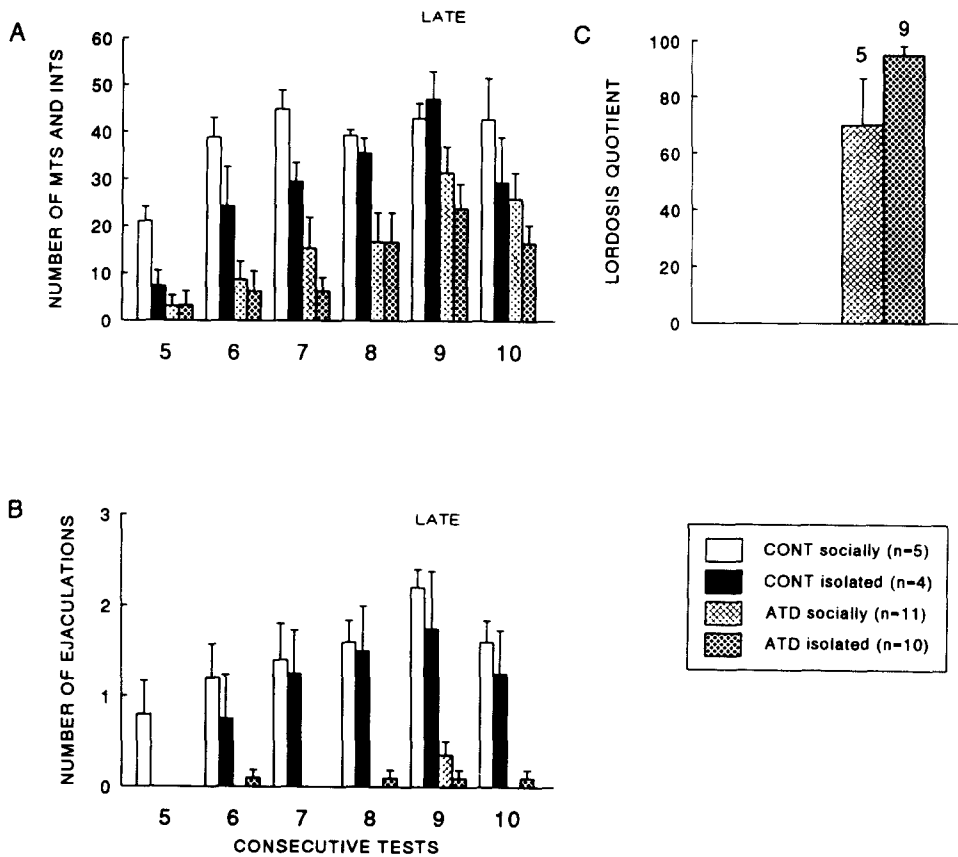 A
LATE
NUMBER OF MTS AND INTS
60
50
40
30
20
10
0
5 6 7 8 9 10
C
LORDOSIS QUOTIENT
100
80
60
40
20
0
5
9
B
LATE
NUMBER OF EJACULATIONS
3
2
1
0
5 6 7 8 9 10
CONSECUTIVE TESTS
CONT socially (n=5)
CONT isolated (n=4)
ATD socially (n=11)
ATD isolated (n=10)